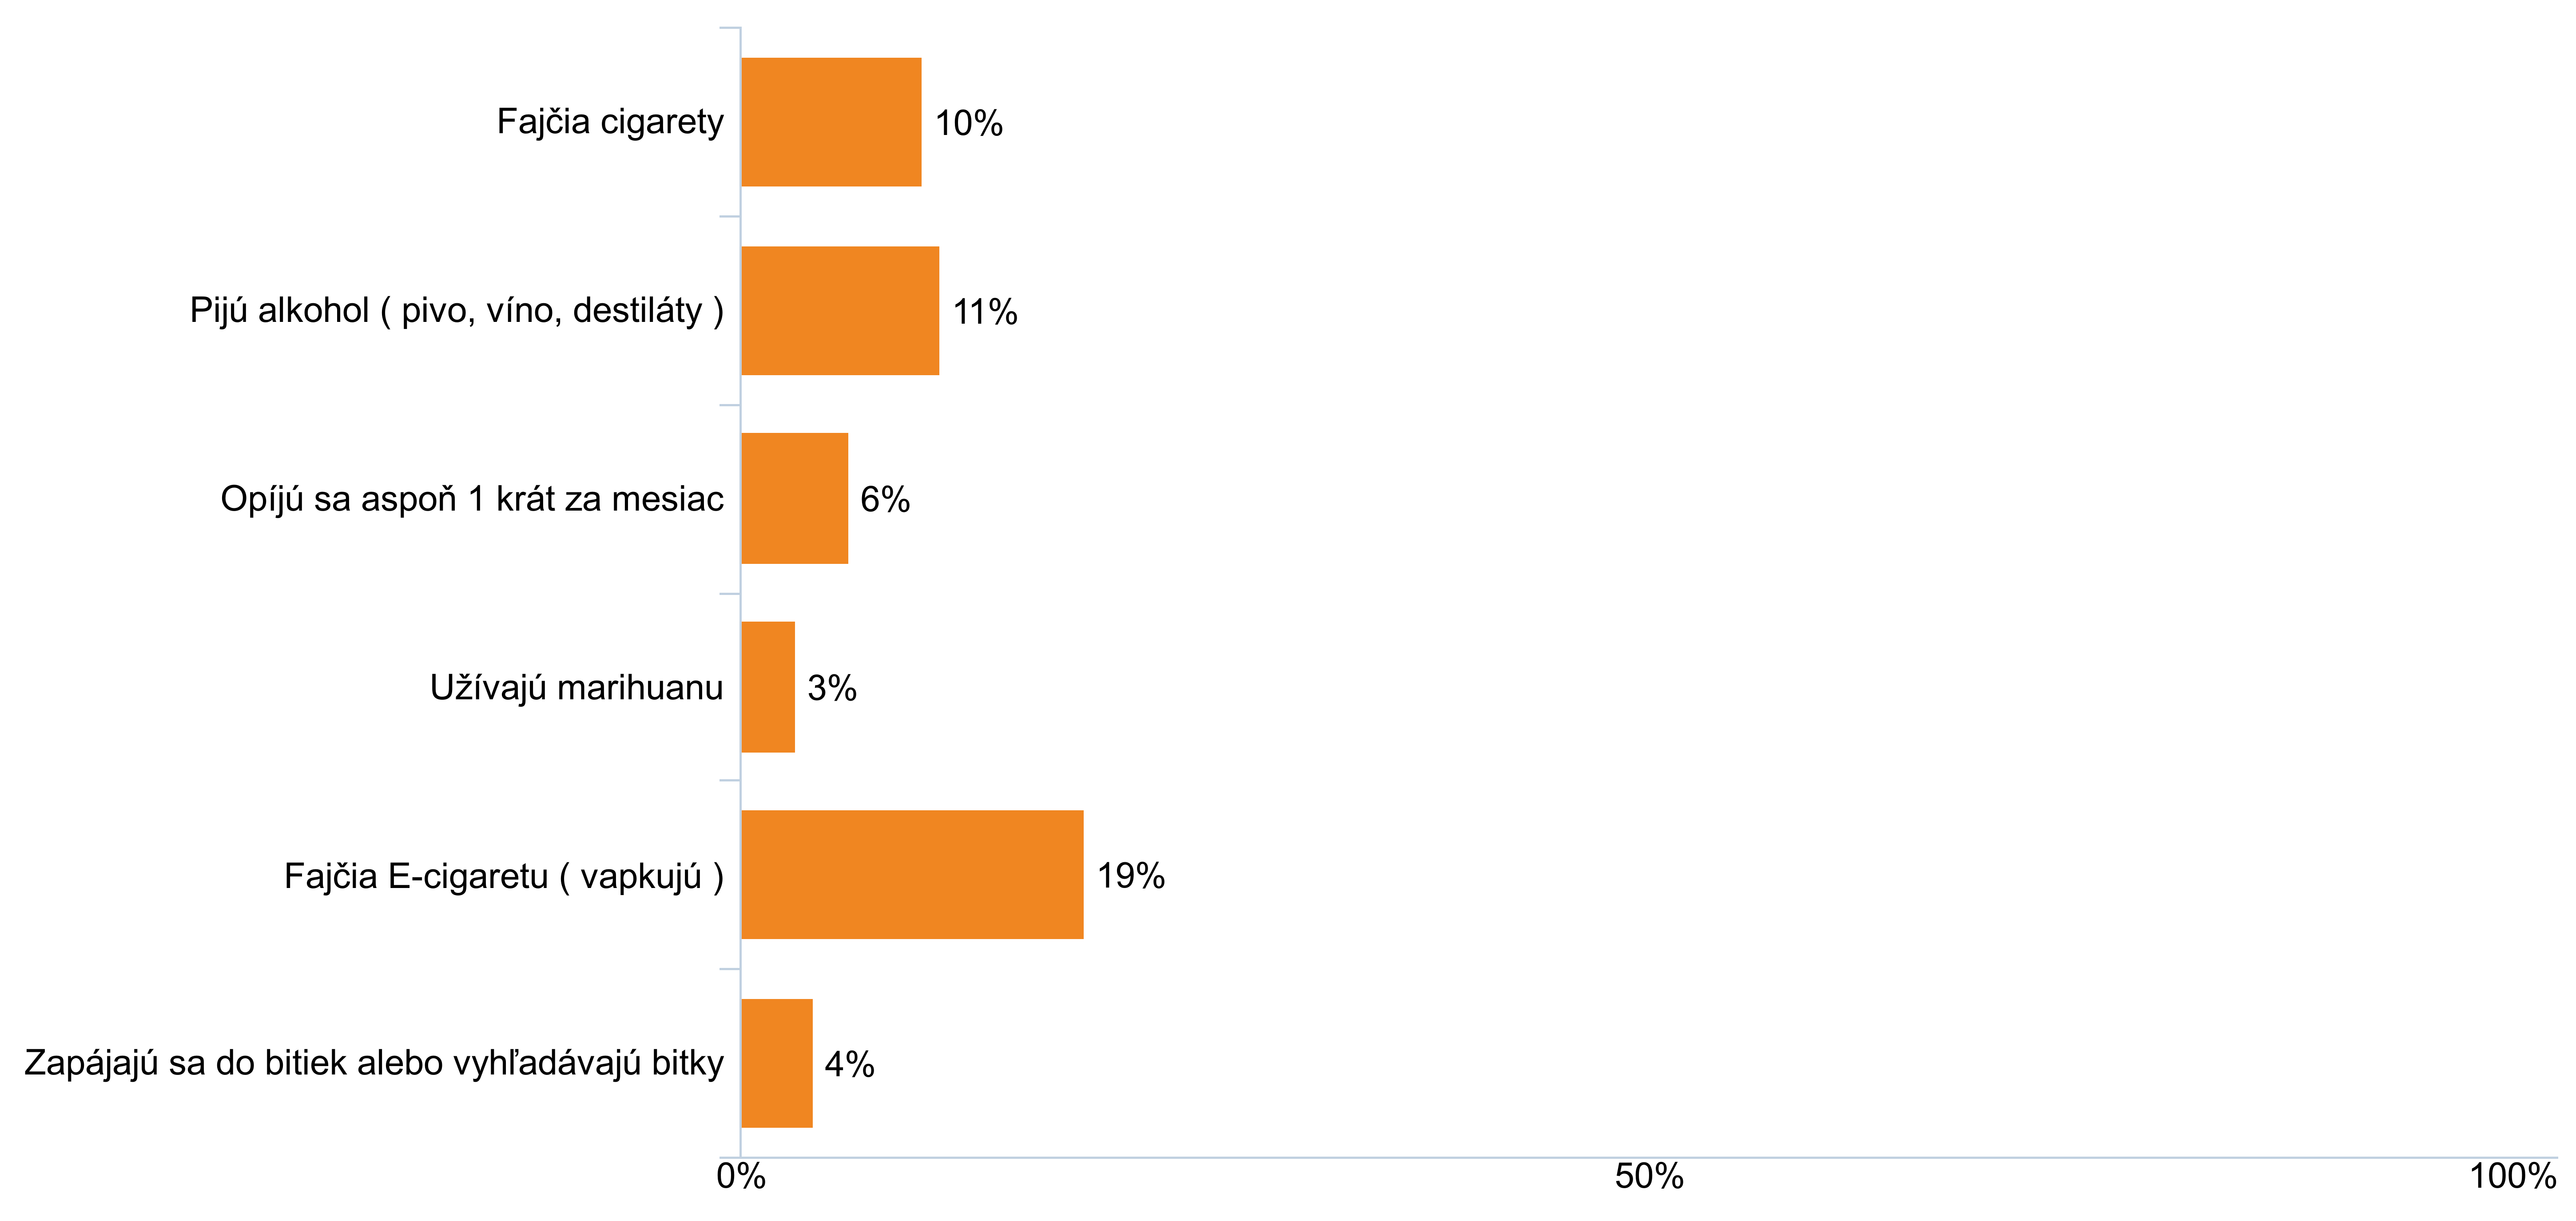 Fajčia cigarety
10%
Pijú alkohol ( pivo, víno, destiláty )
11%
Opíjú sa aspoň 1 krát za mesiac
6%
Užívajú marihuanu
3%
Fajčia E-cigaretu ( vapkujú )
19%
Zapájajú sa do bitiek alebo vyhľadávajú bitky
4%
0%
50%
100%